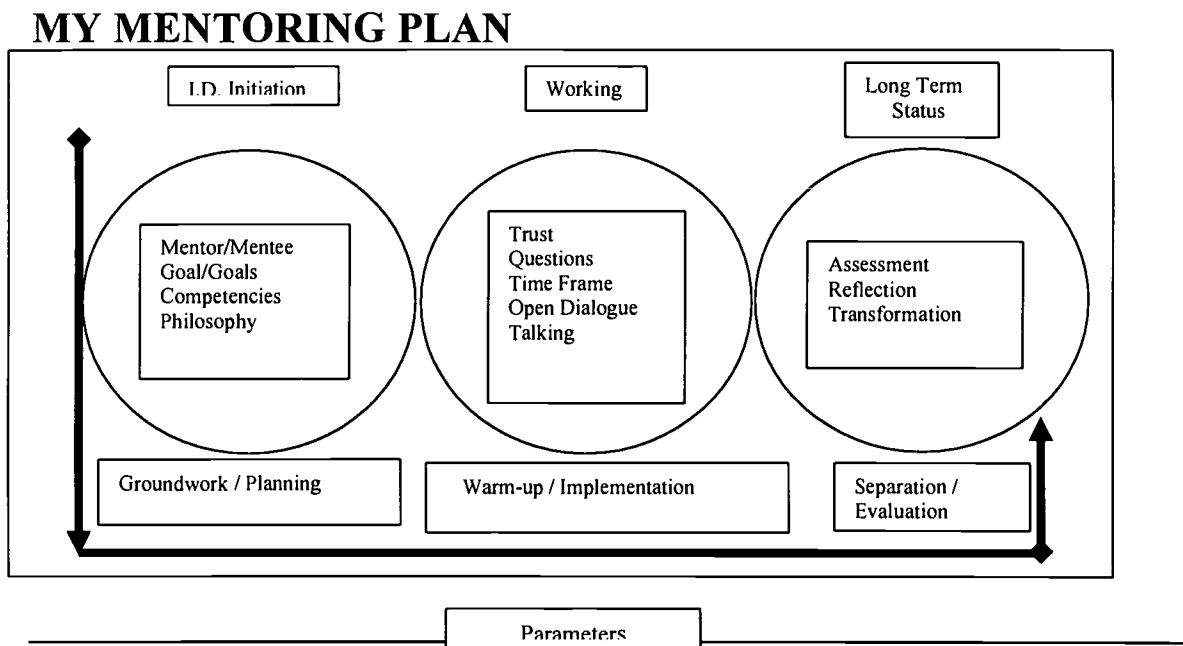 MY MENTORING PLAN
I.D. Initiation
Working
Long Term
Status
Mentor/Mentee
Goal/Goals
Competencies
Philosophy
Trust
Questions
Time Frame
Open Dialogue
Talking
Assessment
Reflection
Transformation
Groundwork / Planning
Warm-up / Implementation
Separation /
Evaluation
Parameters